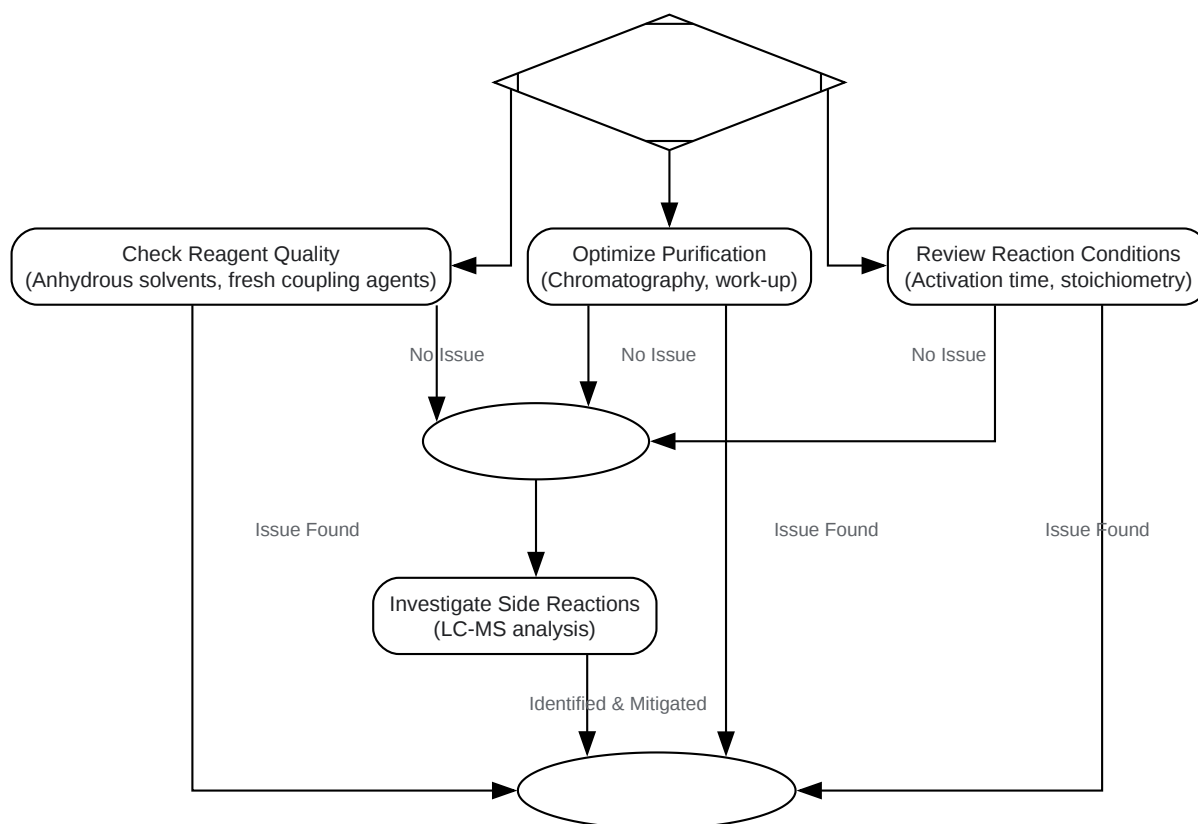 Check Reagent Quality
(Anhydrous solvents, fresh coupling agents)
Optimize Purification
(Chromatography, work-up)
Review Reaction Conditions
(Activation time, stoichiometry)
No Issue
No Issue
No Issue
Issue Found
Issue Found
Issue Found
Investigate Side Reactions
(LC-MS analysis)
Identified & Mitigated